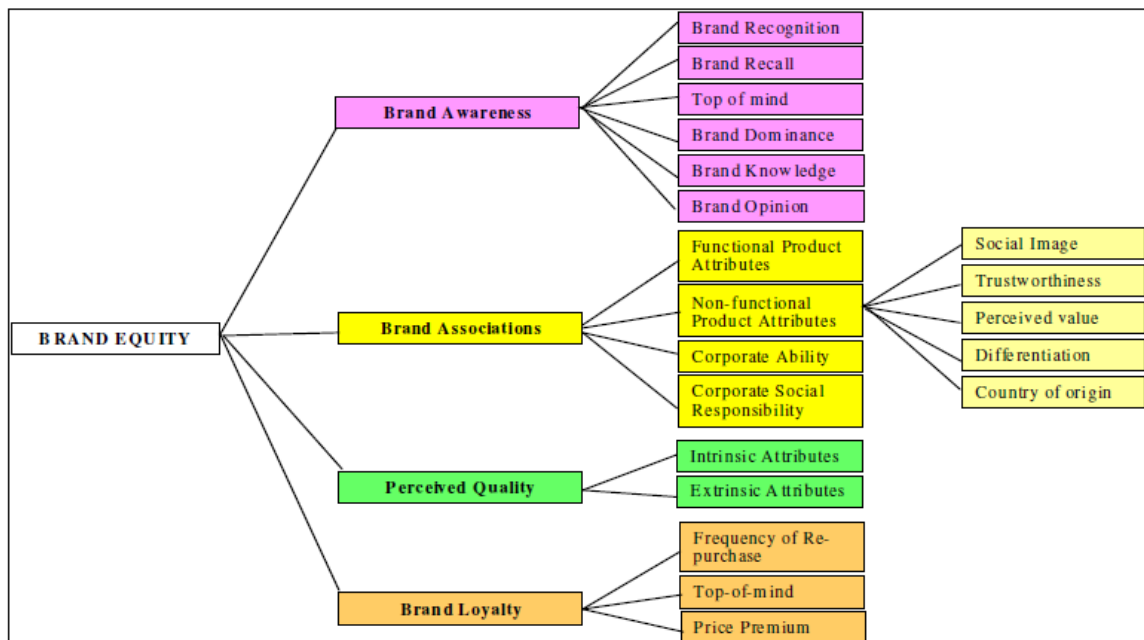 BRAND EQUITY
Brand Awareness
Brand Recognition
Brand Recall
Top of mind
Brand Dominance
Brand Knowledge
Brand Opinion
Brand Associations
Functional Product
Attributes
Non-functional
Product Attributes
Corporate Ability
Corporate Social
Responsibility
Social Image
Trustworthiness
Perceived value
Differentiation
Country of origin
Perceived Quality
Intrinsic Attributes
Extrinsic Attributes
Brand Loyalty
Frequency of Re-
purchase
Top-of-mind
Price Premium